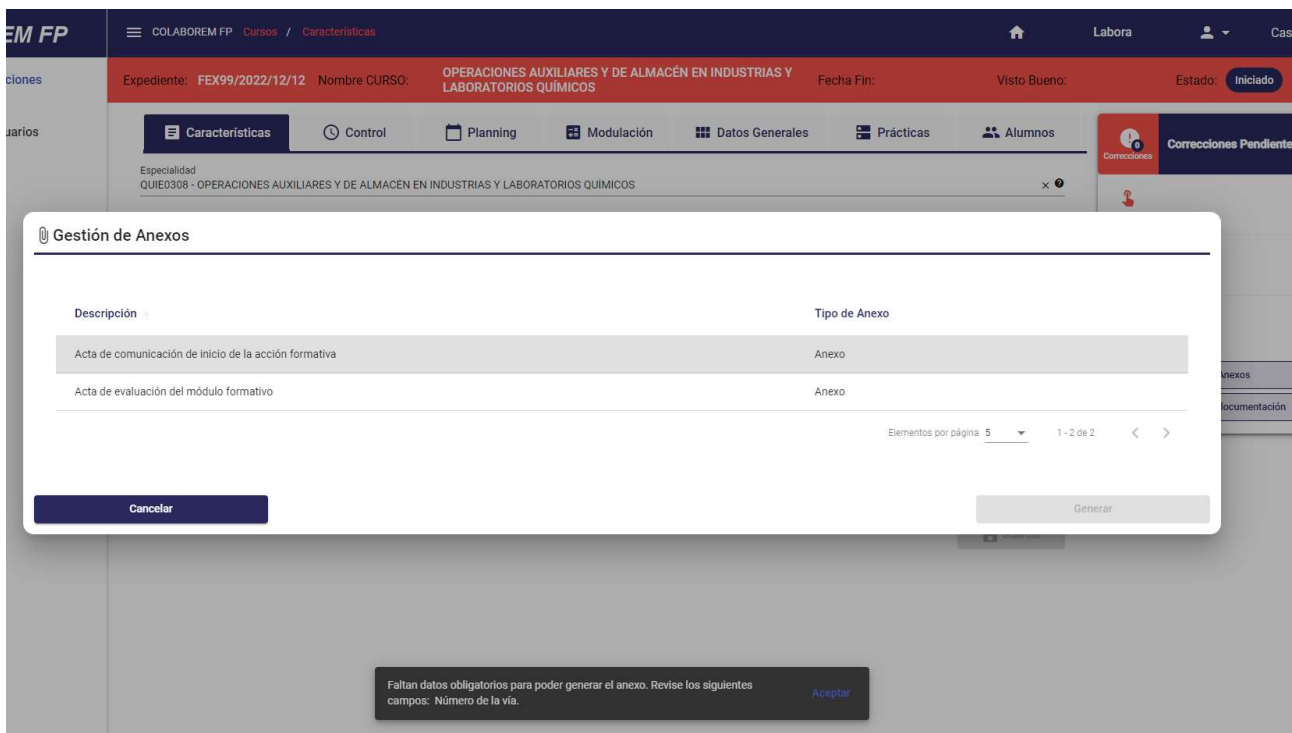 EM FP
COLABOREM FP Cursos / Características
Labora
Cas
ciones
Expediente: FEX99/2022/12/12 Nombre CURSO: OPERACIONES AUXILIARES Y DE ALMACÉN EN INDUSTRIAS Y
LABORATORIOS QUÍMICOS
Fecha Fin:
Visto Bueno:
Estado: Iniciado
uarios
Características
Control
Planning
Modulación
Datos Generales
Prácticas
Alumnos
Correcciones
Correcciones Pendiente
Especialidad
QUIE0308 - OPERACIONES AUXILIARES Y DE ALMACÉN EN INDUSTRIAS Y LABORATORIOS QUÍMICOS
Gestión de Anexos
Descripción
Tipo de Anexo
Acta de comunicación de inicio de la acción formativa
Anexo
Acta de evaluación del módulo formativo
Anexo
Anexos
documentación
Elementos por página 5
1 - 2 de 2
Cancelar
Generar
Faltan datos obligatorios para poder generar el anexo. Revise los siguientes
campos: Número de la vía.
Aceptar